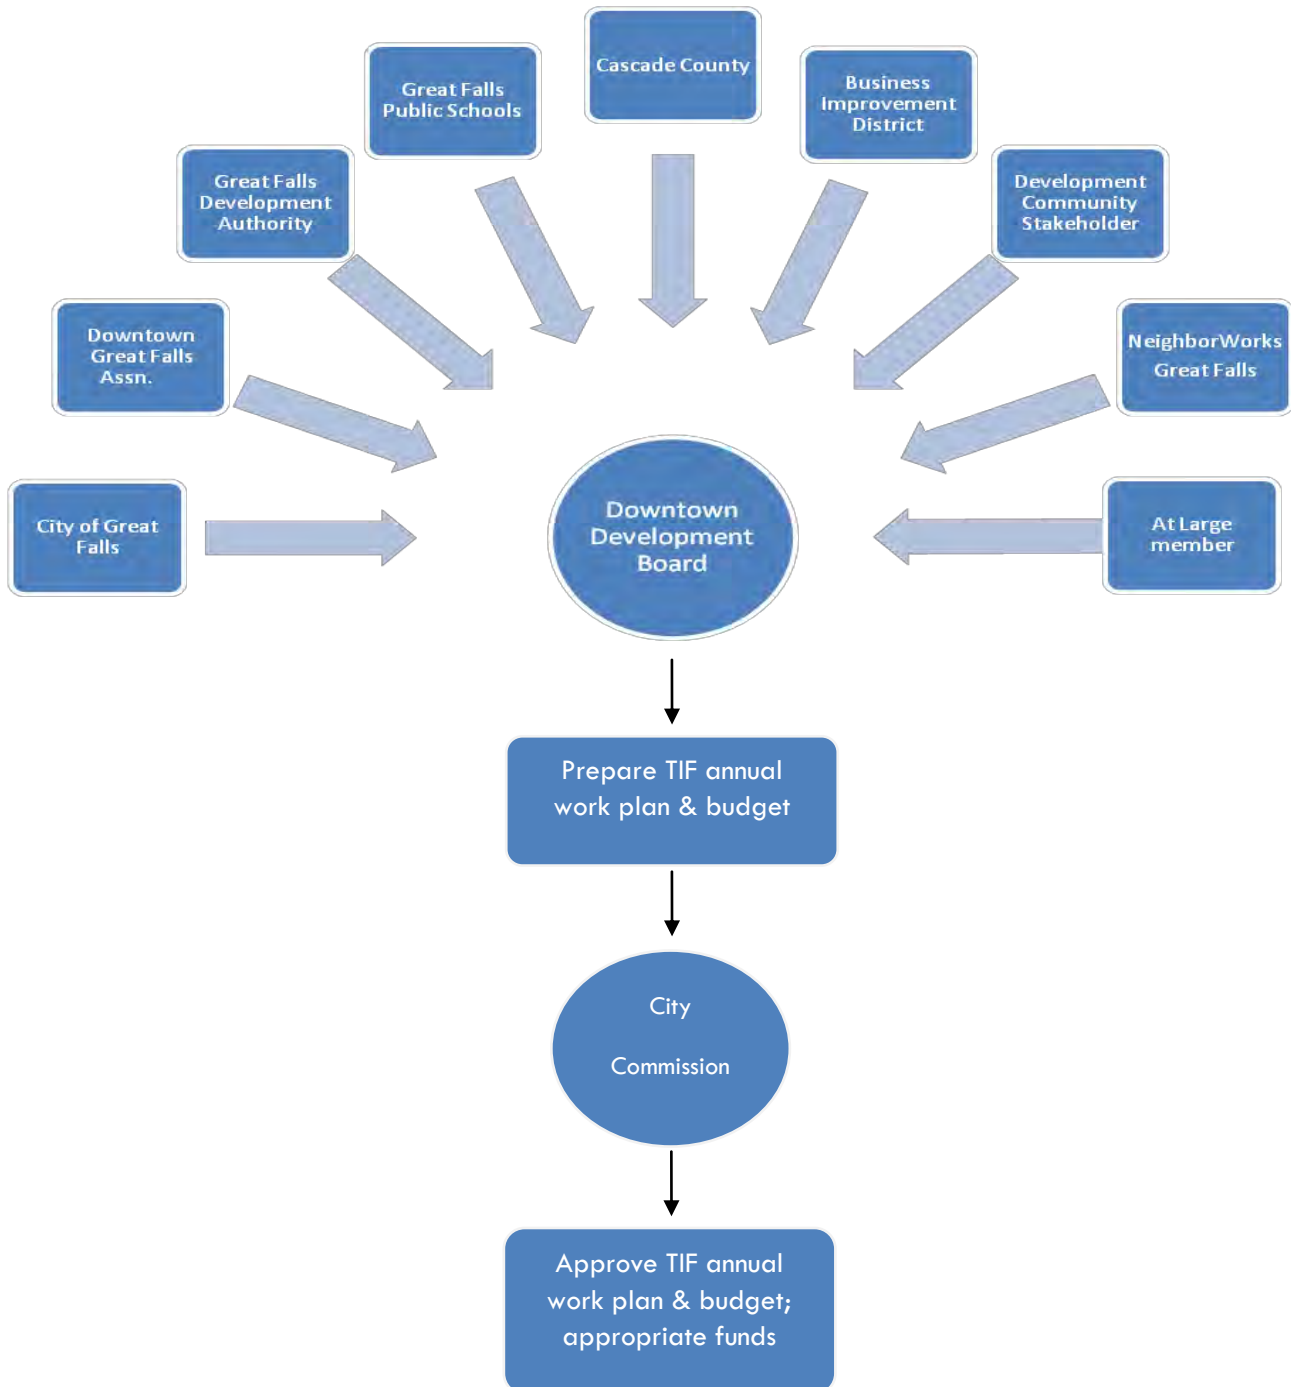 Cascade County
Great Falls
Public Schools
Business
Improvement
District
Great Falls
Development
Authority
Development
Community
Stakeholder
Downtown
Great Falls
Assn.
NeighborWorks
Great Falls
City of Great
Falls
Downtown
Development
Board
At Large
member
Prepare TIF annual
work plan & budget
City
Commission
Approve TIF annual
work plan & budget;
appropriate funds